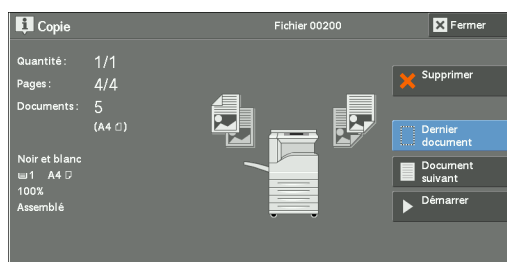 Copie
Fichier 00200
Fermer
Quantité: 1/1
Pages: 4/4
Documents: 5
(A4)
Noir et blanc
1 A4
100%
Assemblé
Supprimer
Dernier
document
Document
suivant
Démarrer